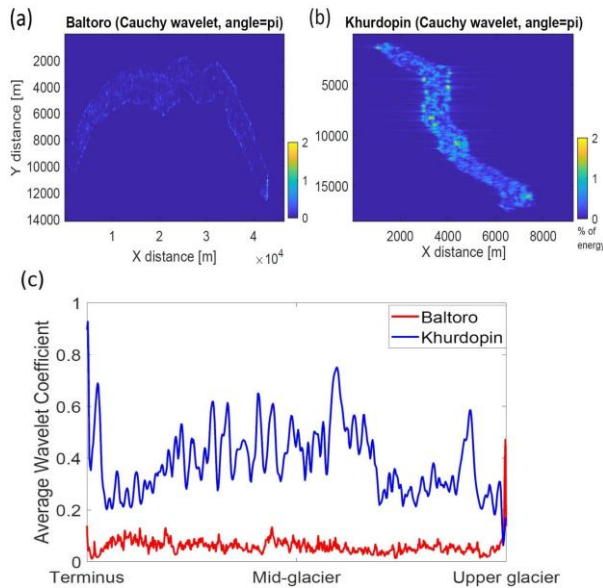 (a)
Baltoro (Cauchy wavelet, angle=pi)
Y distance [m]
2000
4000
6000
8000
10000
12000
14000
1 2 3 4
× 10⁴
X distance [m]
2
1
0
(b)
Khurdopin (Cauchy wavelet, angle=pi)
5000
10000
15000
2000 4000 6000 8000
X distance [m]
2
1
0
% of
energy
(c)
Average Wavelet Coefficient
1
0.8
0.6
0.4
0.2
0
Baltoro
Khurdopin
Terminus Mid-glacier Upper glacier